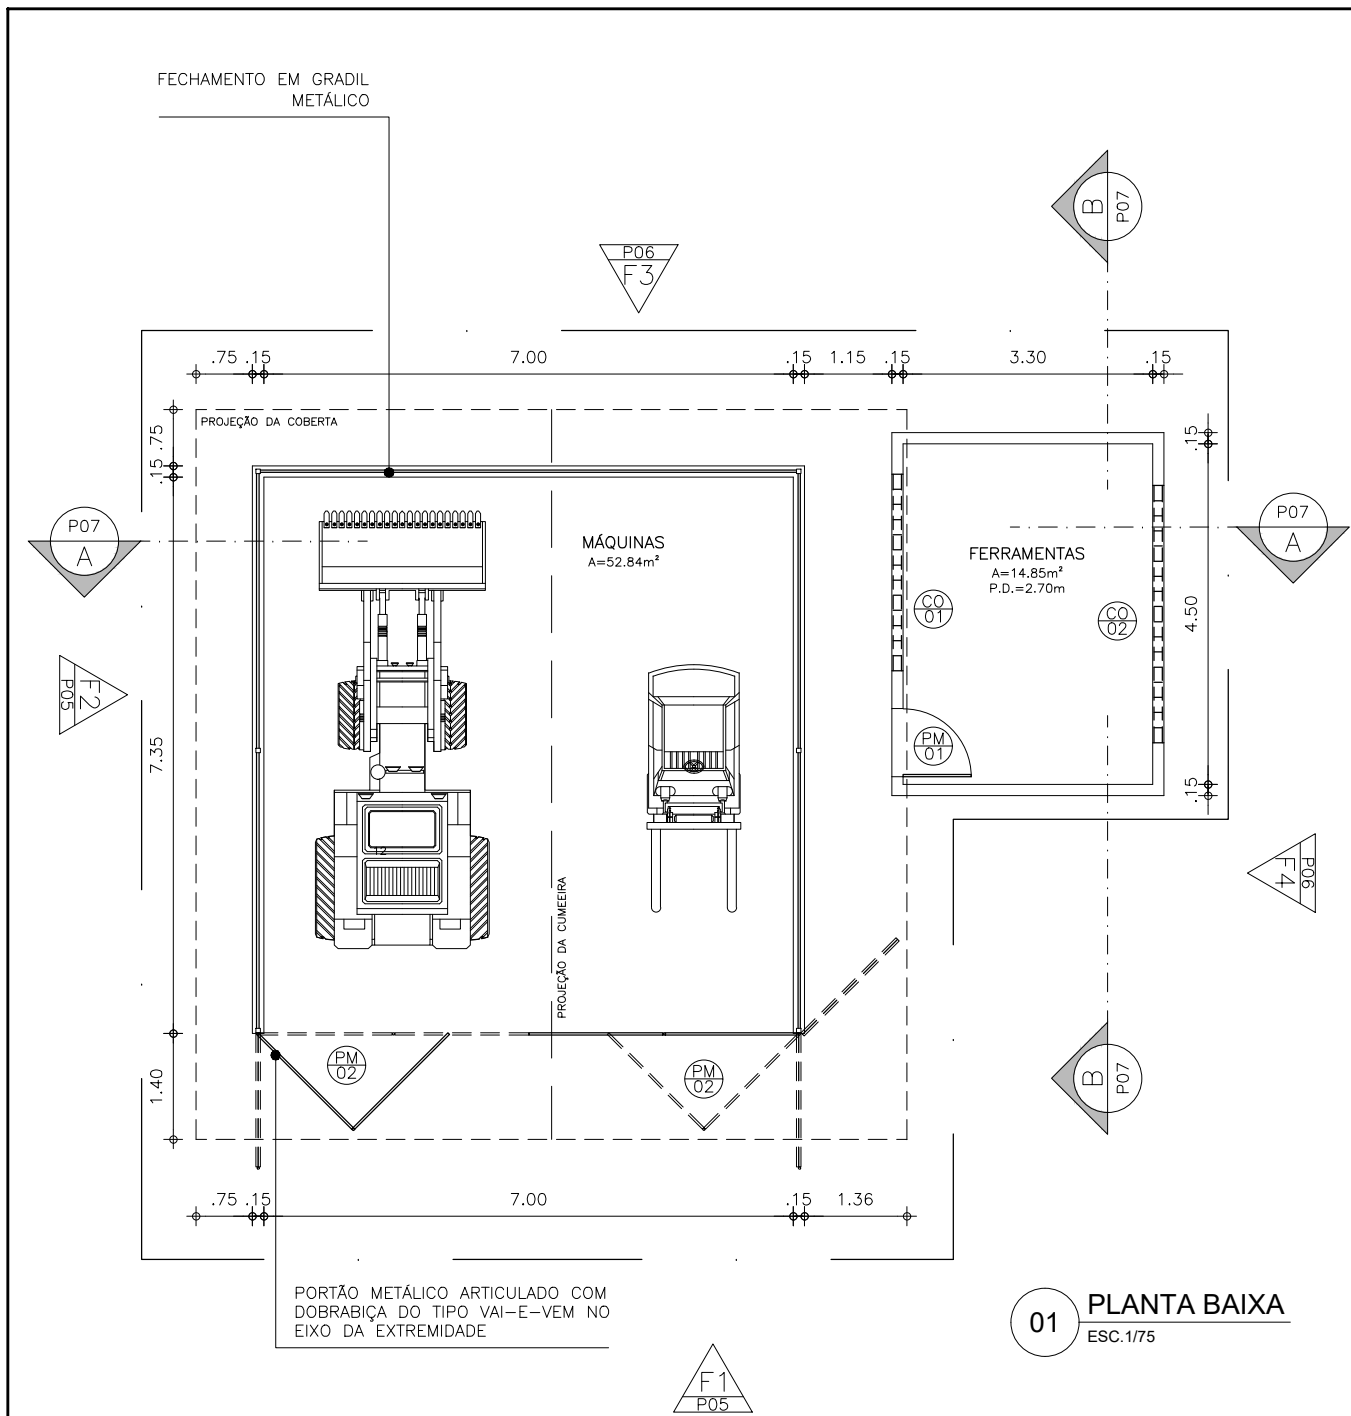 FECHAMENTO EM GRADIL
METÁLICO
B
P07
P06
F3
.75 .15 7.00 .15 1.15 .15 3.30 .15
PROJEÇÃO DA COBERTA
.75
.15
.15
P07
A
MÁQUINAS
A=52.84m²
FERRAMENTAS
A=14.85m²
P.D.=2.70m
P07
A
CO
01
CO
02
4.50
F2
P05
7.35
PM
01
.15
12
P06
F4
PROJEÇÃO DA CUMEEIRA
PM
02
PM
02
1.40
B
P07
.75 .15 7.00 .15 1.36
PORTÃO METÁLICO ARTICULADO COM
DOBRABIÇA DO TIPO VAI-E-VEM NO
EIXO DA EXTREMIDADE
01
PLANTA BAIXA
ESC.1/75
F1
P05